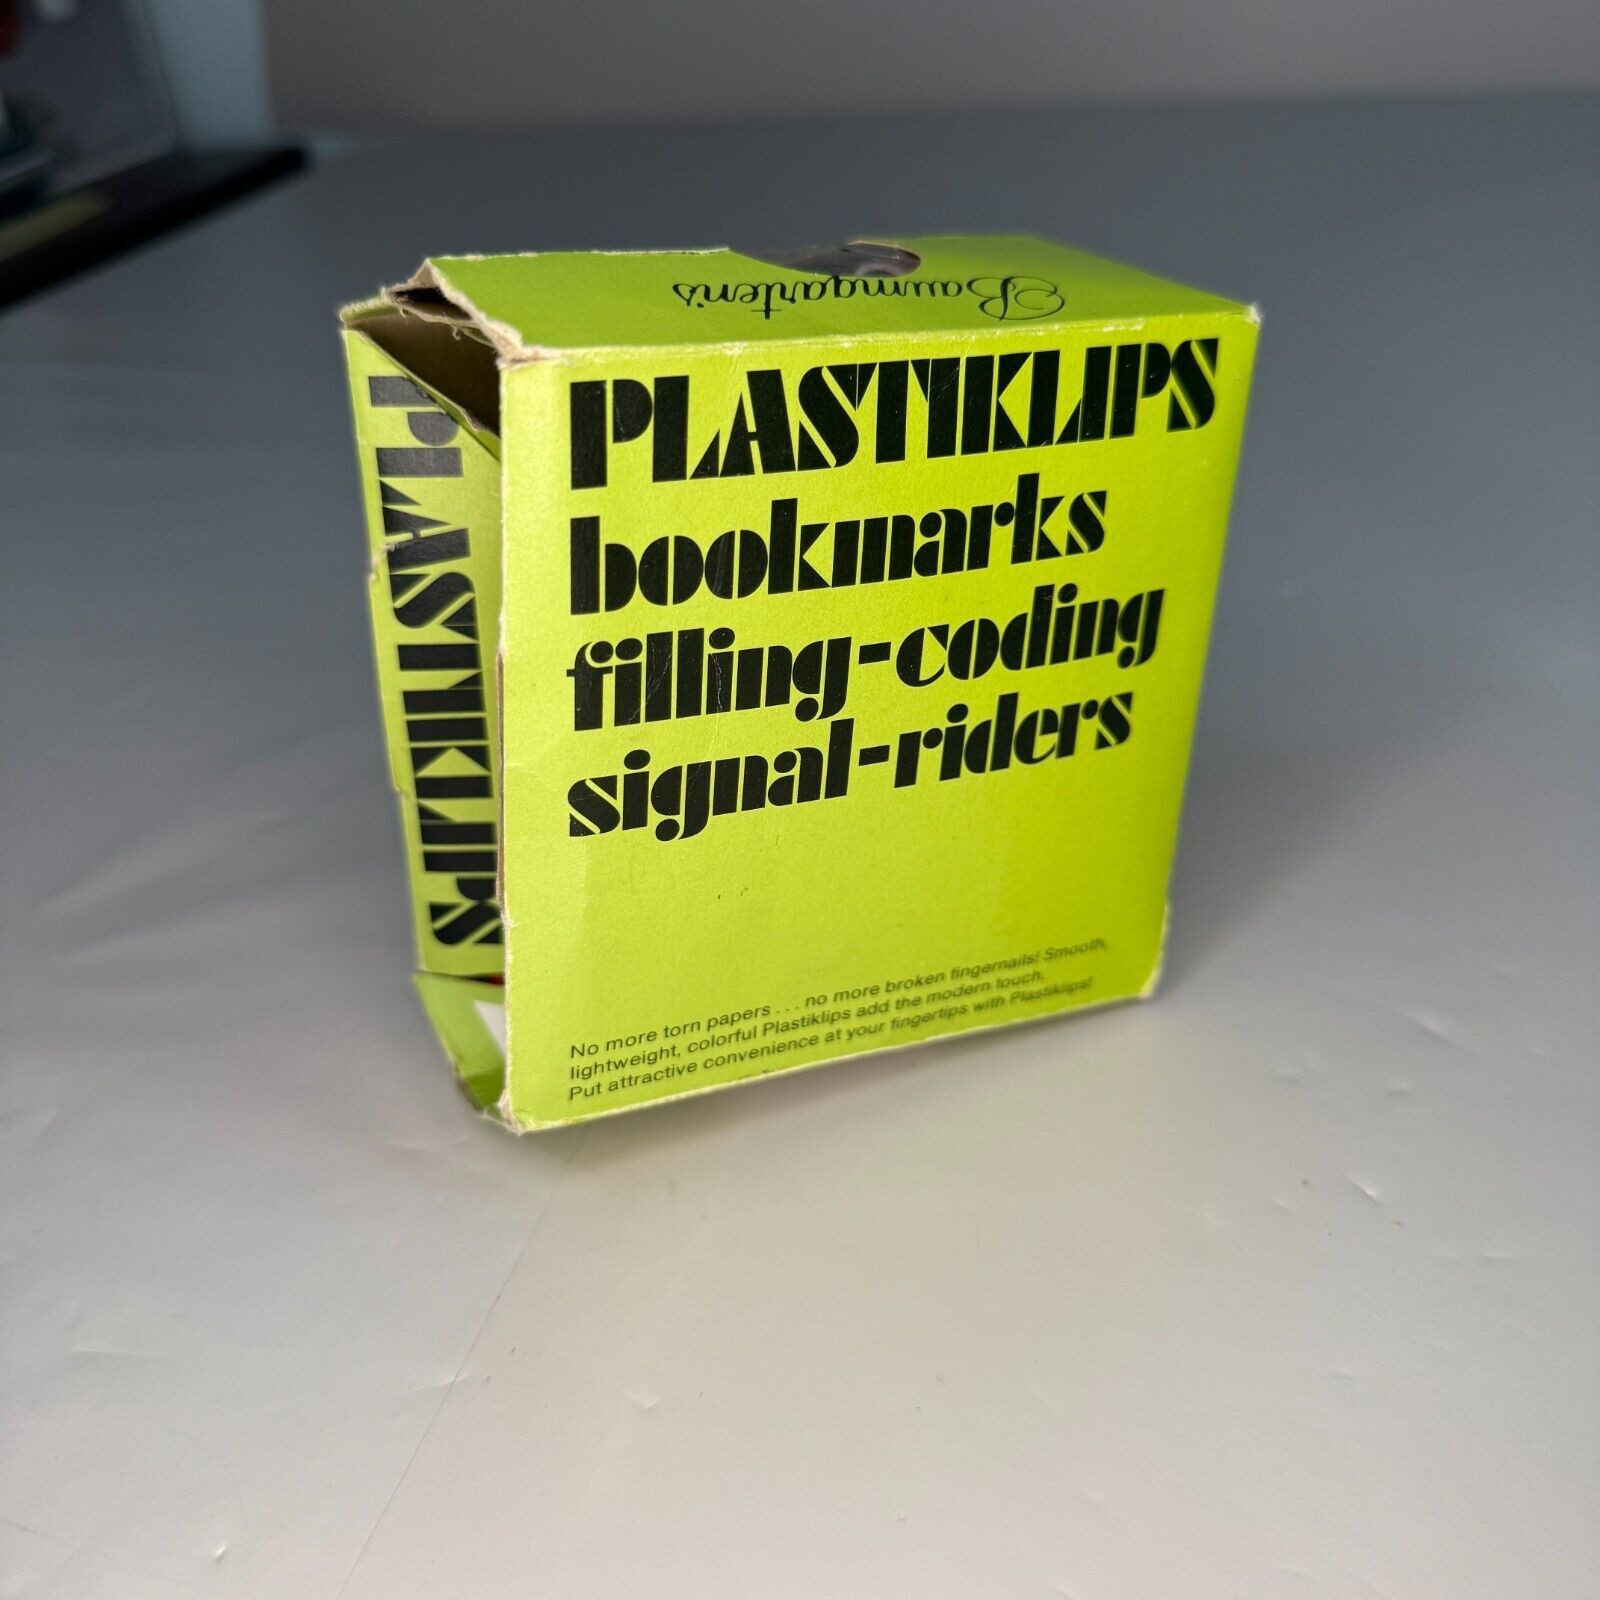 Baumgarten's
PLASTIKLIPS
bookmarks
filling-coding
signal-riders
No more torn papers . . . no more broken fingernails! Smooth,
lightweight, colorful Plastiklips add the modern touch.
Put attractive convenience at your fingertips with Plastiklips!
PLASTIKLIPS